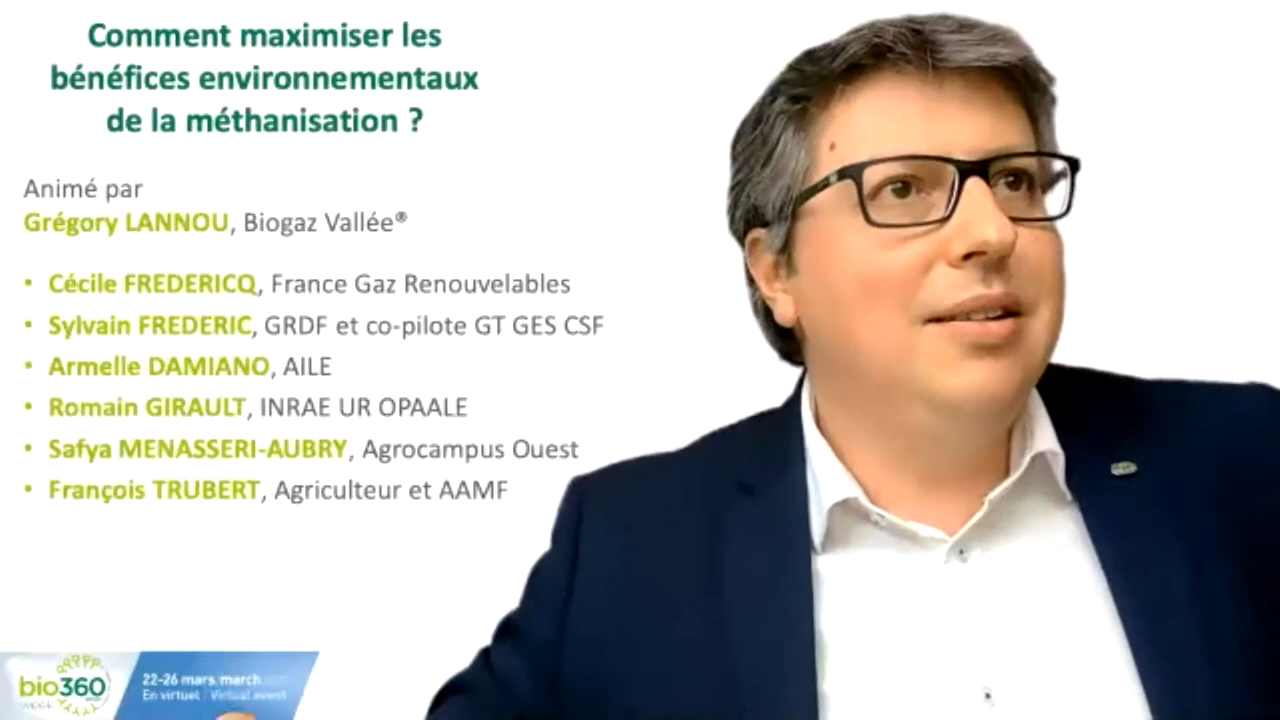 Comment maximiser les
bénéfices environnementaux
de la méthanisation ?
Animé par
Grégory LANNOU, Biogaz Vallée®
• Cécile FREDERICQ, France Gaz Renouvelables
• Sylvain FREDERIC, GRDF et co-pilote GT GES CSF
• Armelle DAMIANO, AILE
• Romain GIRAULT, INRAE UR OPAALE
• Safya MENASSERI-AUBRY, Agrocampus Ouest
• François TRUBERT, Agriculteur et AAMF
bio360
WEEK
22-26 mars/march
En virtuel / Virtual event